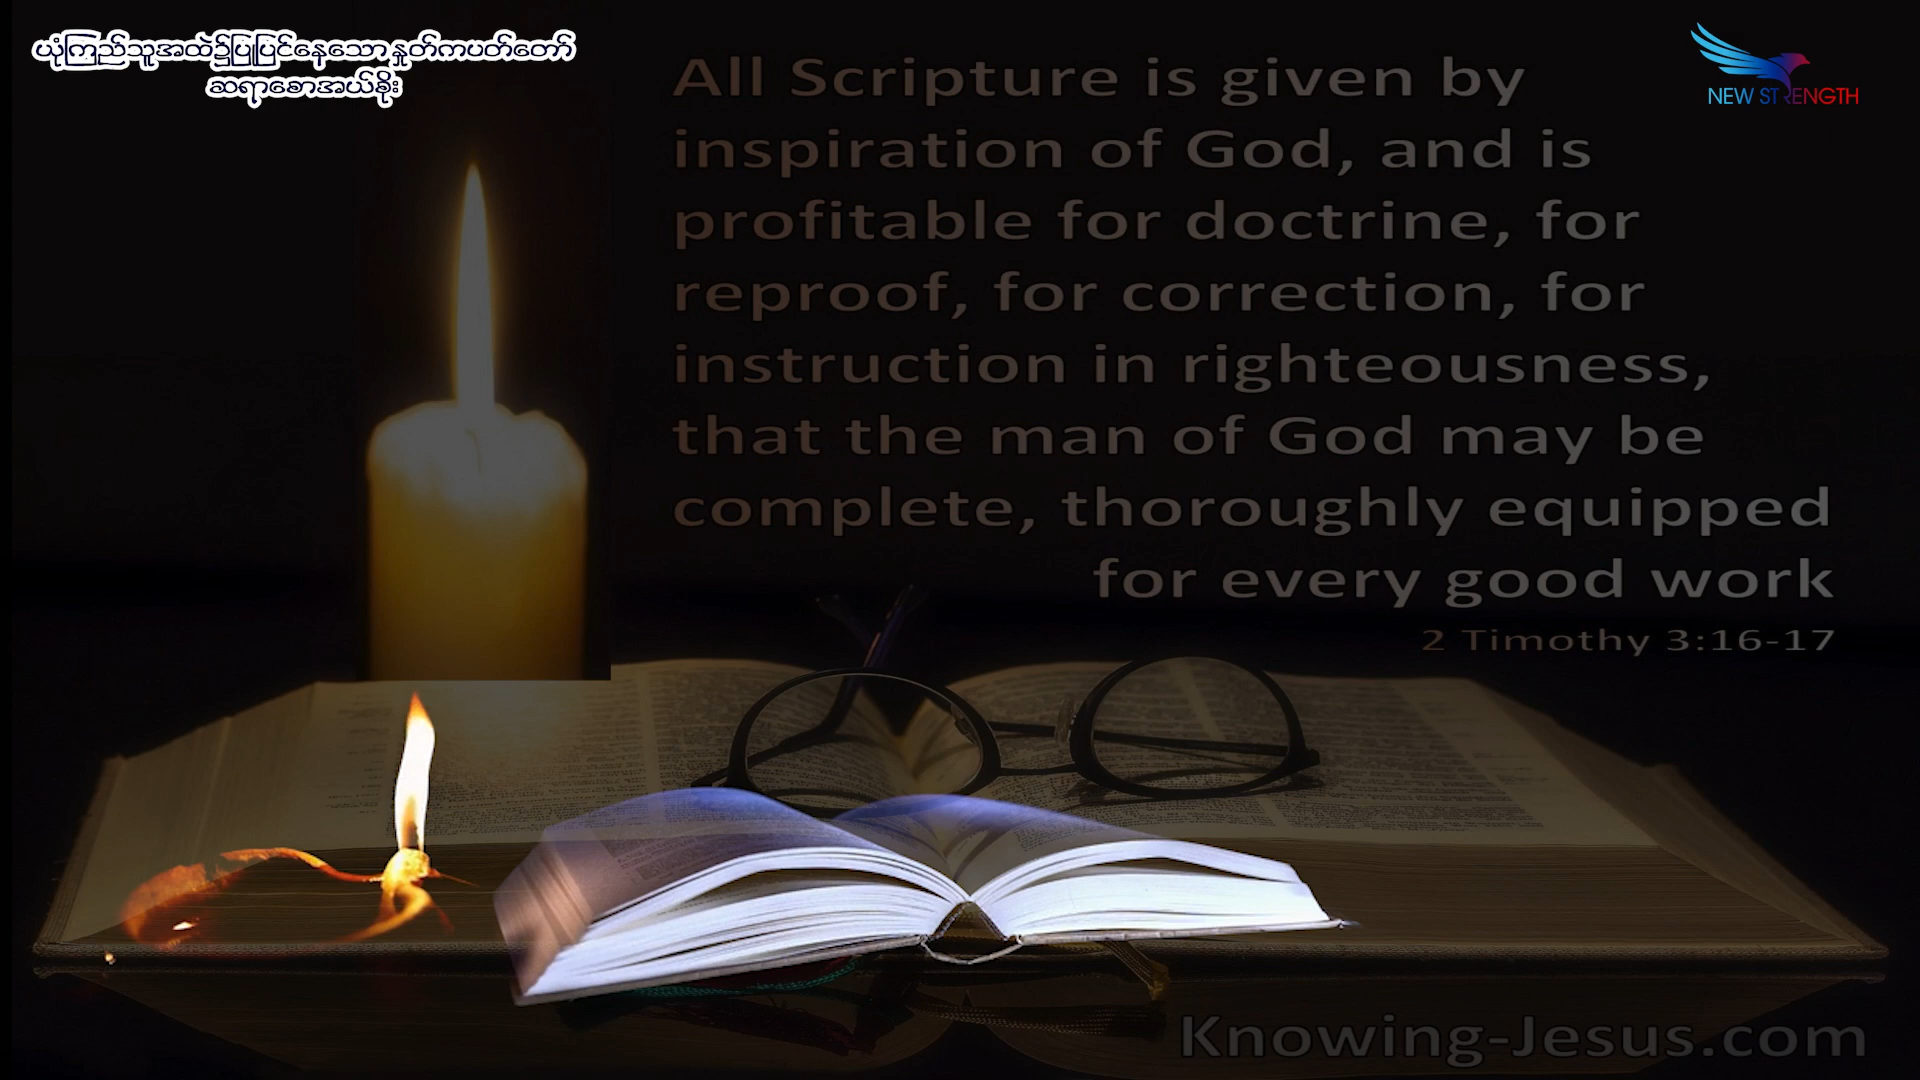 ယုံကြည်သူအထဲ၌ပြုပြင်နေသော နှုတ်ကပတ်တော်
ဆရာစောအယ်စိုး
NEW STRENGTH
All Scripture is given by
inspiration of God, and is
profitable for doctrine, for
reproof, for correction, for
instruction in righteousness,
that the man of God may be
complete, thoroughly equipped
for every good work
2 Timothy 3:16-17
Knowing-Jesus.com